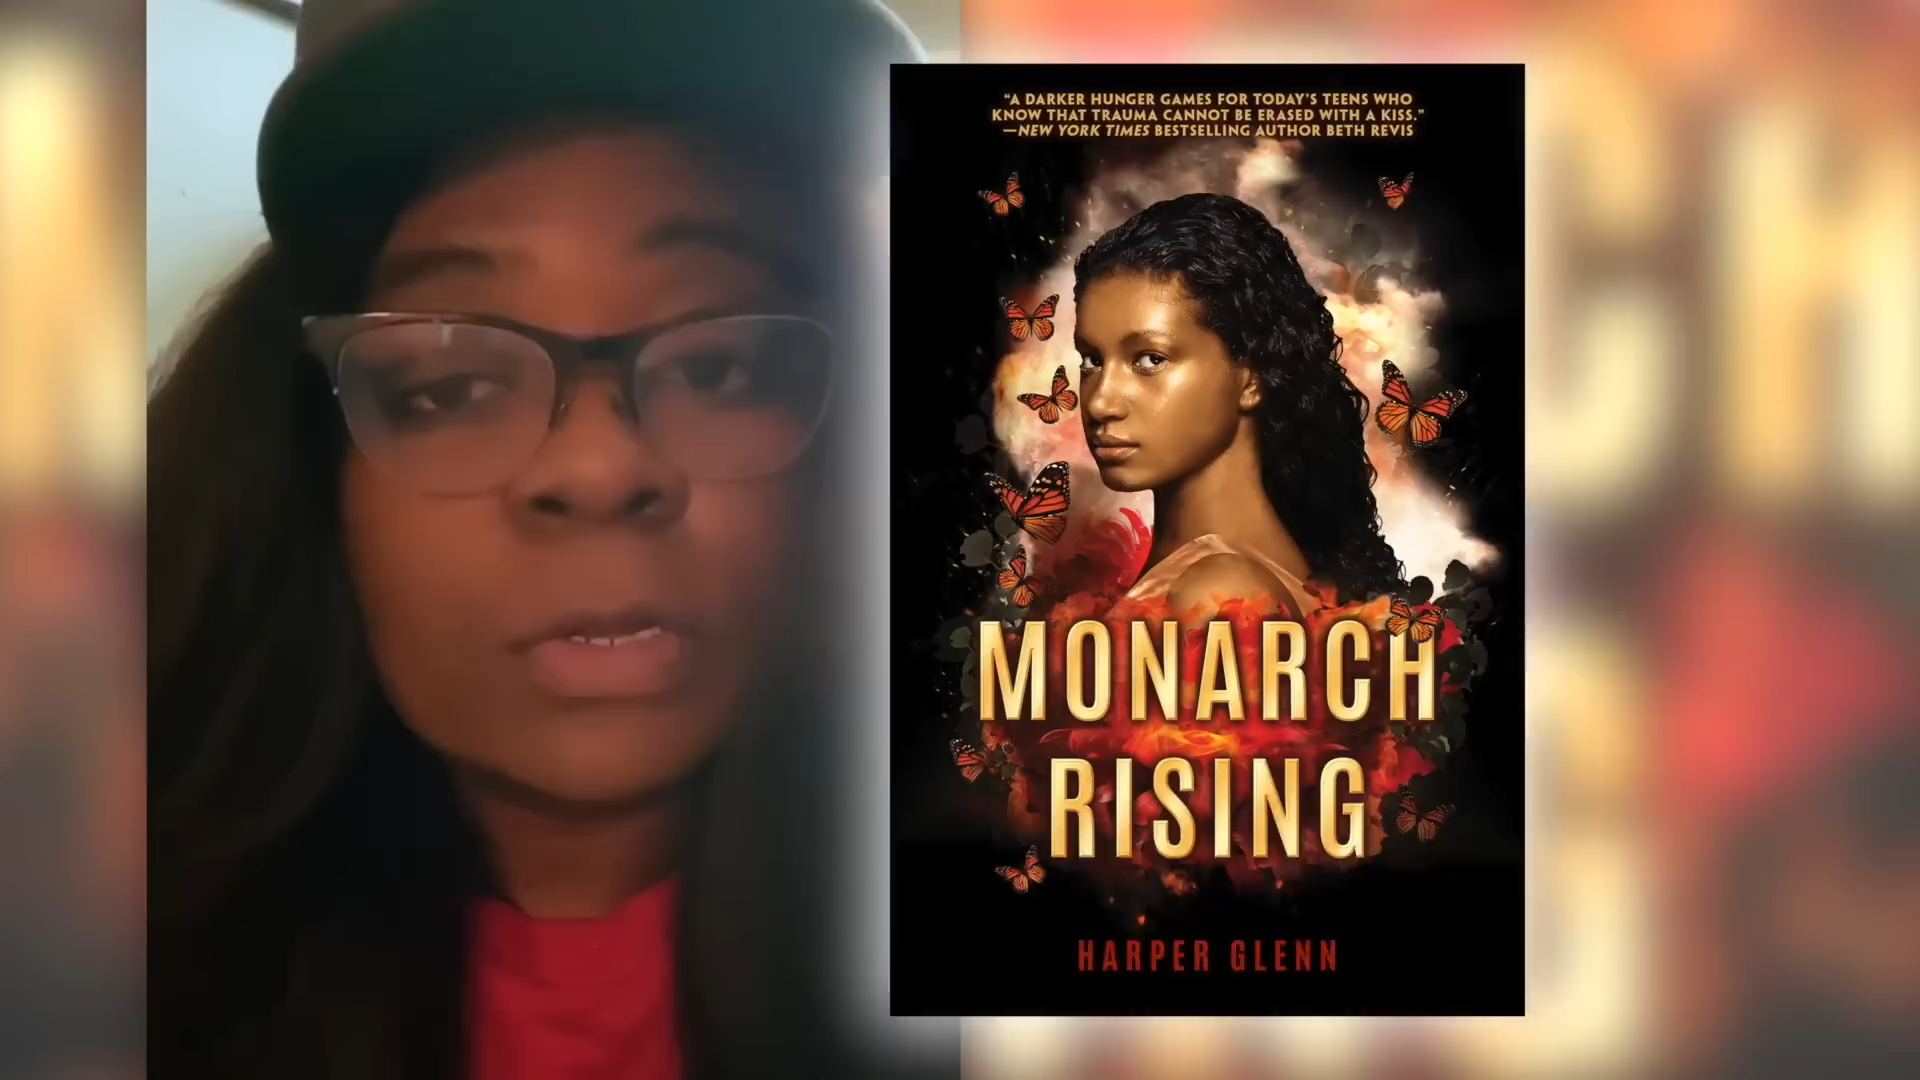 “A DARKER HUNGER GAMES FOR TODAY’S TEENS WHO
KNOW THAT TRAUMA CANNOT BE ERASED WITH A KISS.”
—NEW YORK TIMES BESTSELLING AUTHOR BETH REVIS
MONARCH
RISING
HARPER GLENN